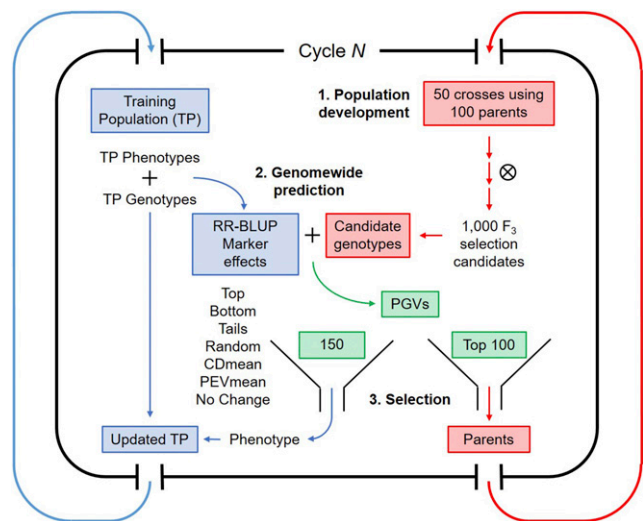 Cycle N
Training
Population (TP)
1. Population
development
50 crosses using
100 parents
TP Phenotypes
+
TP Genotypes
2. Genomewide
prediction
RR-BLUP
Marker
effects
+
Candidate
genotypes
1,000 F3
selection
candidates
PGVs
Top
Bottom
Tails
Random
CDmean
PEVmean
No Change
150
Top 100
3. Selection
Updated TP
Phenotype
Parents